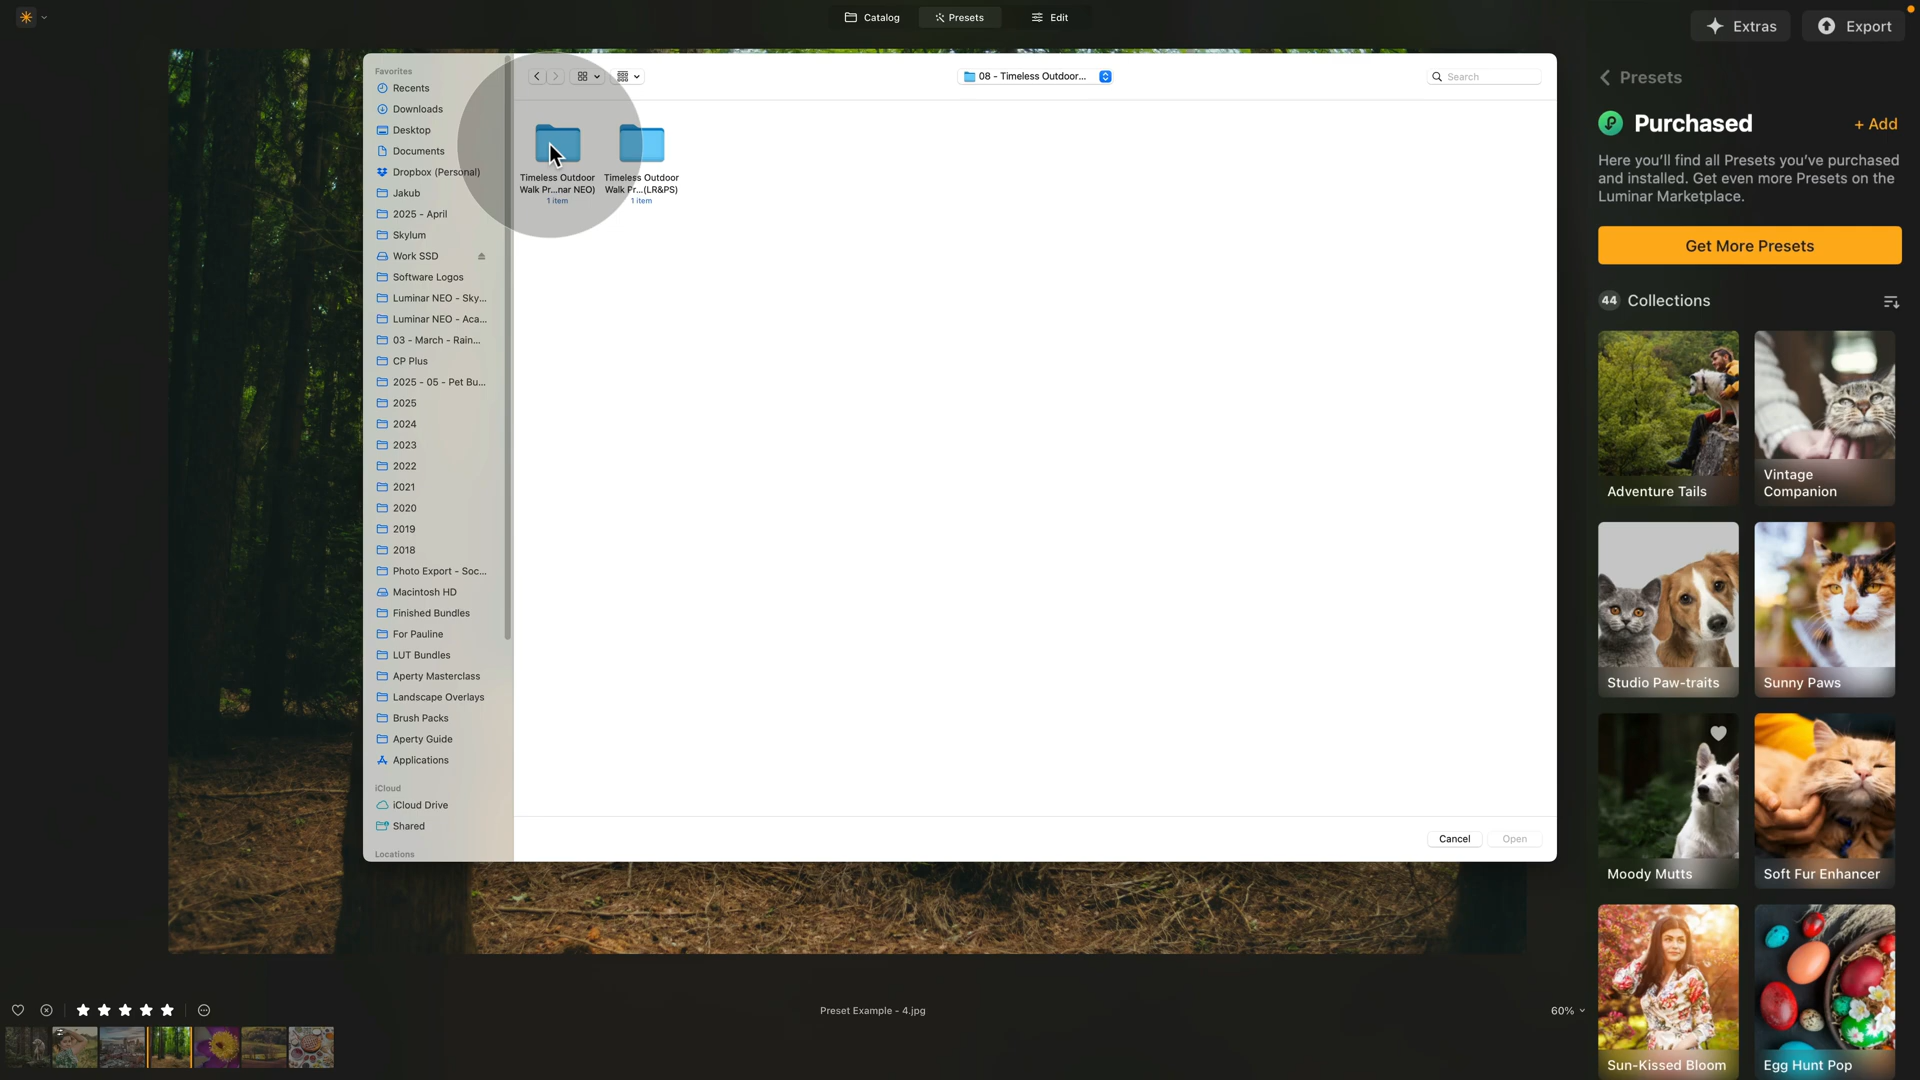 Catalog
Presets
Edit
Extras
Export
Favorites
Recents
Downloads
Desktop
Documents
Dropbox (Personal)
Jakub
2025 - April
Skylum
Work SSD
Software Logos
Luminar NEO - Sky...
Luminar NEO - Aca...
03 - March - Rain...
CP Plus
2025 - 05 - Pet Bu...
2025
2024
2023
2022
2021
2020
2019
2018
Photo Export - Soc...
Macintosh HD
Finished Bundles
For Pauline
LUT Bundles
Aperty Masterclass
Landscape Overlays
Brush Packs
Aperty Guide
Applications
iCloud
iCloud Drive
Shared
Locations
08 - Timeless Outdoor...
Search
Timeless Outdoor
Walk Pr...nar NEO)
1 item
Timeless Outdoor
Walk Pr...(LR&PS)
1 item
Cancel
Open
Presets
Purchased
+ Add
Here you'll find all Presets you've purchased
and installed. Get even more Presets on the
Luminar Marketplace.
Get More Presets
44 Collections
Adventure Tails
Vintage
Companion
Studio Paw-traits
Sunny Paws
Moody Mutts
Soft Fur Enhancer
Sun-Kissed Bloom
Egg Hunt Pop
Preset Example - 4.jpg
60%